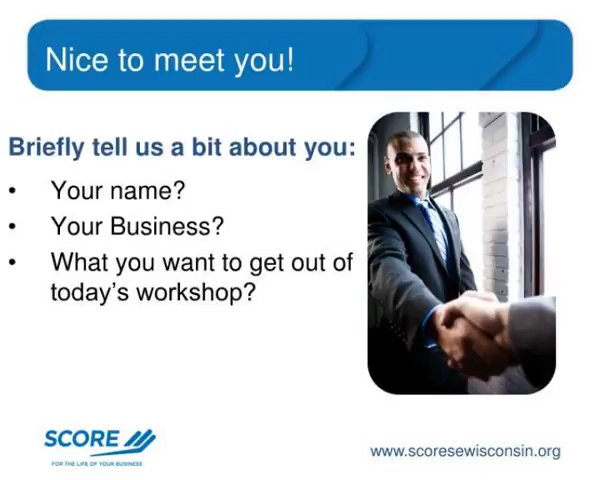 Nice to meet you!
Briefly tell us a bit about you:
• Your name?
• Your Business?
• What you want to get out of
today’s workshop?
SCORE
FOR THE LIFE OF YOUR BUSINESS
www.scoresewisconsin.org